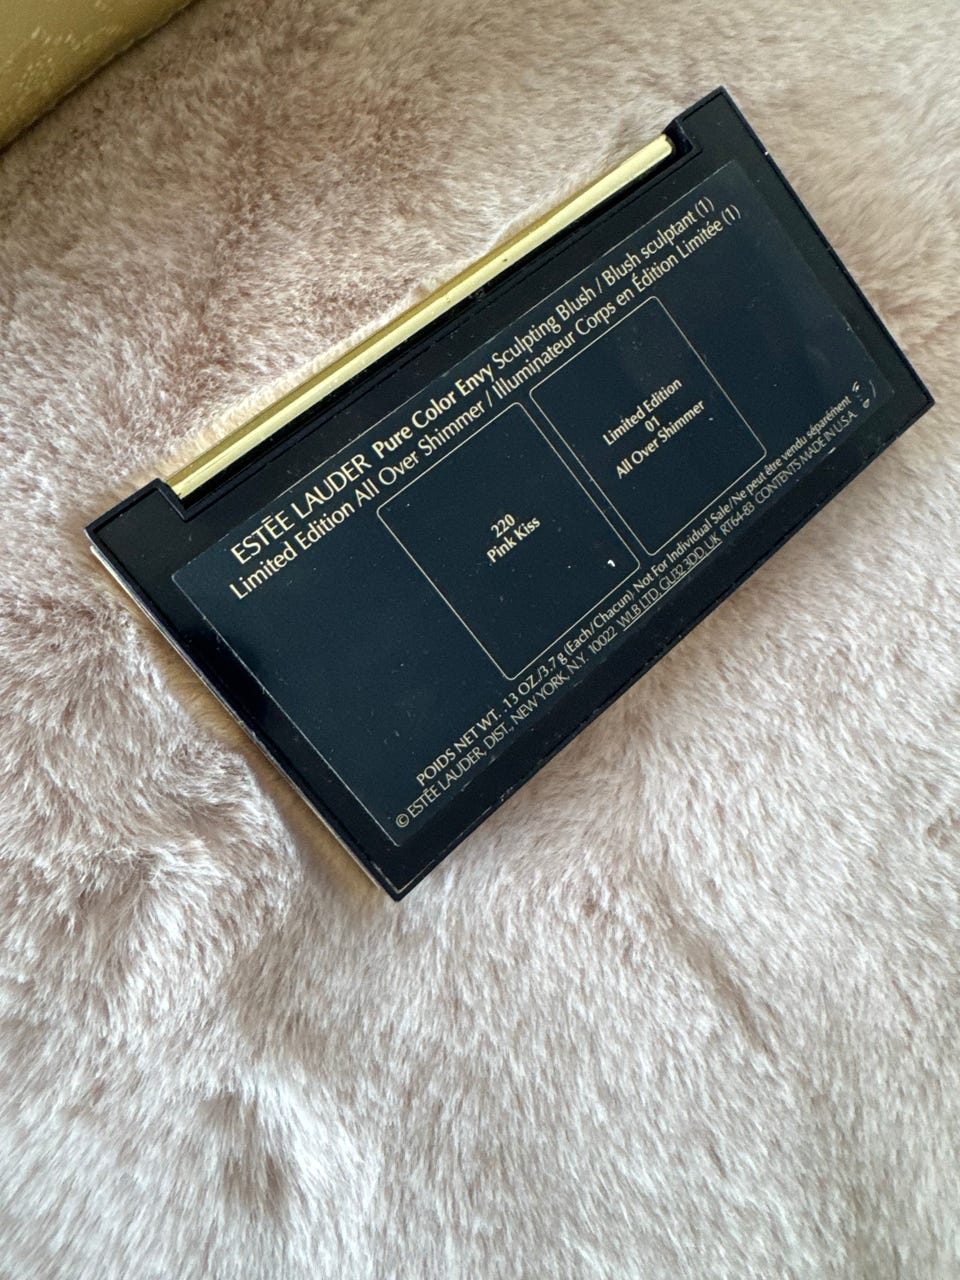 ESTĒE LAUDER Pure Color Envy Sculpting Blush / Blush sculptant (1)
Limited Edition All Over Shimmer / Illuminateur Corps en Édition Limitée (1)
220
Pink Kiss
Limited Edition
01
All Over Shimmer
POIDS NET WT. .13 OZ./3.7 g (Each/Chacun) Not For Individual Sale/Ne peut être vendu séparément
© ESTĒE LAUDER, DIST., NEW YORK, N.Y. 10022 WLB LTD GU32 3DD UK RT64-83 CONTENTS MADE IN U.S.A.